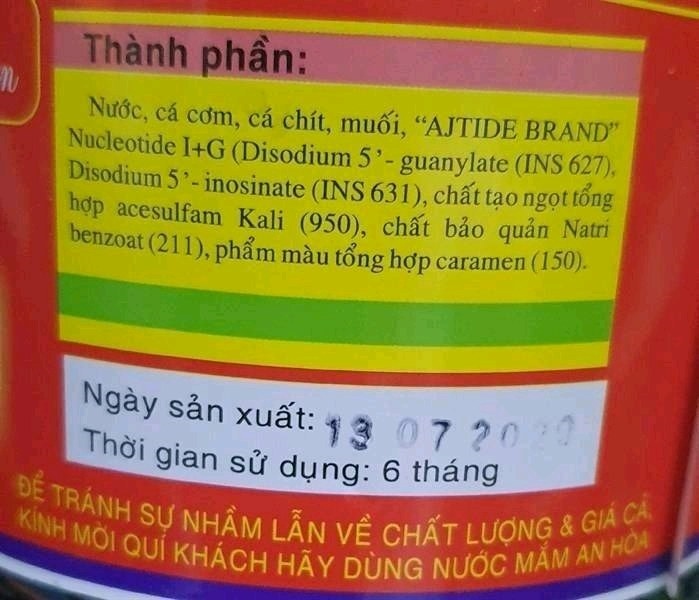 Thành phần:
Nước, cá cơm, cá chít, muối, “AJTIDE BRAND”
Nucleotide I+G (Disodium 5’- guanylate (INS 627),
Disodium 5’- inosinate (INS 631), chất tạo ngọt tổng
hợp acesulfam Kali (950), chất bảo quản Natri
benzoat (211), phẩm màu tổng hợp caramen (150).
Ngày sản xuất: 13 07
Thời gian sử dụng: 6 tháng
ĐỂ TRÁNH SỰ NHẦM LẪN VỀ CHẤT LƯỢNG & GIÁ CẢ,
KÍNH MỜI QUÍ KHÁCH HÃY DÙNG NƯỚC MẮM AN HÒA